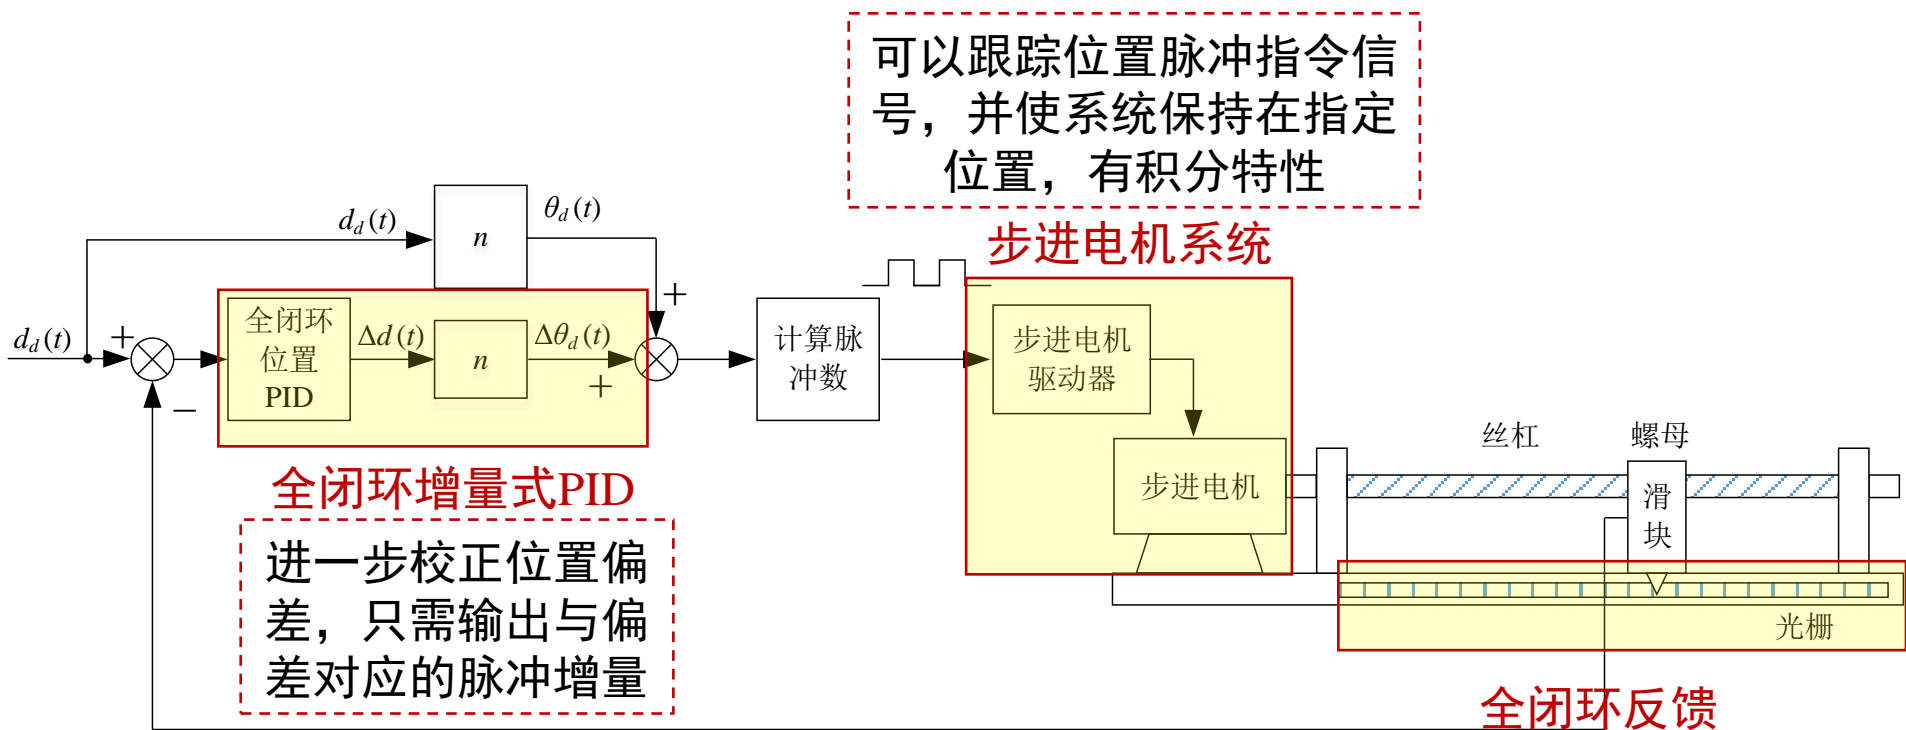 可以跟踪位置脉冲指令信
号，并使系统保持在指定
位置，有积分特性
步进电机系统
d_d(t)
n
θ_d(t)
+
d_d(t)
+
−
全闭环
位置
PID
Δd(t)
n
Δθ_d(t)
+
计算脉
冲数
步进电机
驱动器
步进电机
丝杠
螺母
滑
块
光栅
全闭环增量式PID
进一步校正位置偏
差，只需输出与偏
差对应的脉冲增量
全闭环反馈